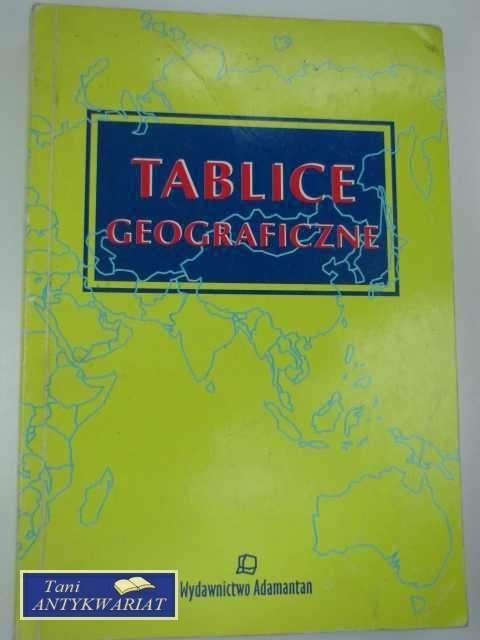 TABLICE
GEOGRAFICZNE
Wydawnictwo Adamantan
Tani
ANTYKWARIAT